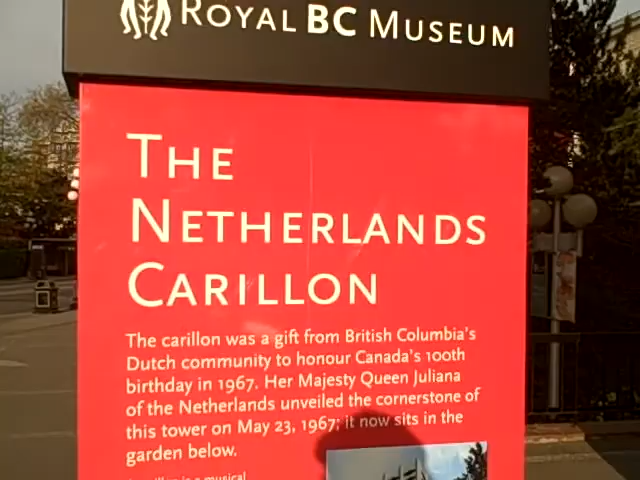 ROYAL BC MUSEUM
THE
NETHERLANDS
CARILLON
The carillon was a gift from British Columbia's
Dutch community to honour Canada's 100th
birthday in 1967. Her Majesty Queen Juliana
of the Netherlands unveiled the cornerstone of
this tower on May 23, 1967; it now sits in the
garden below.